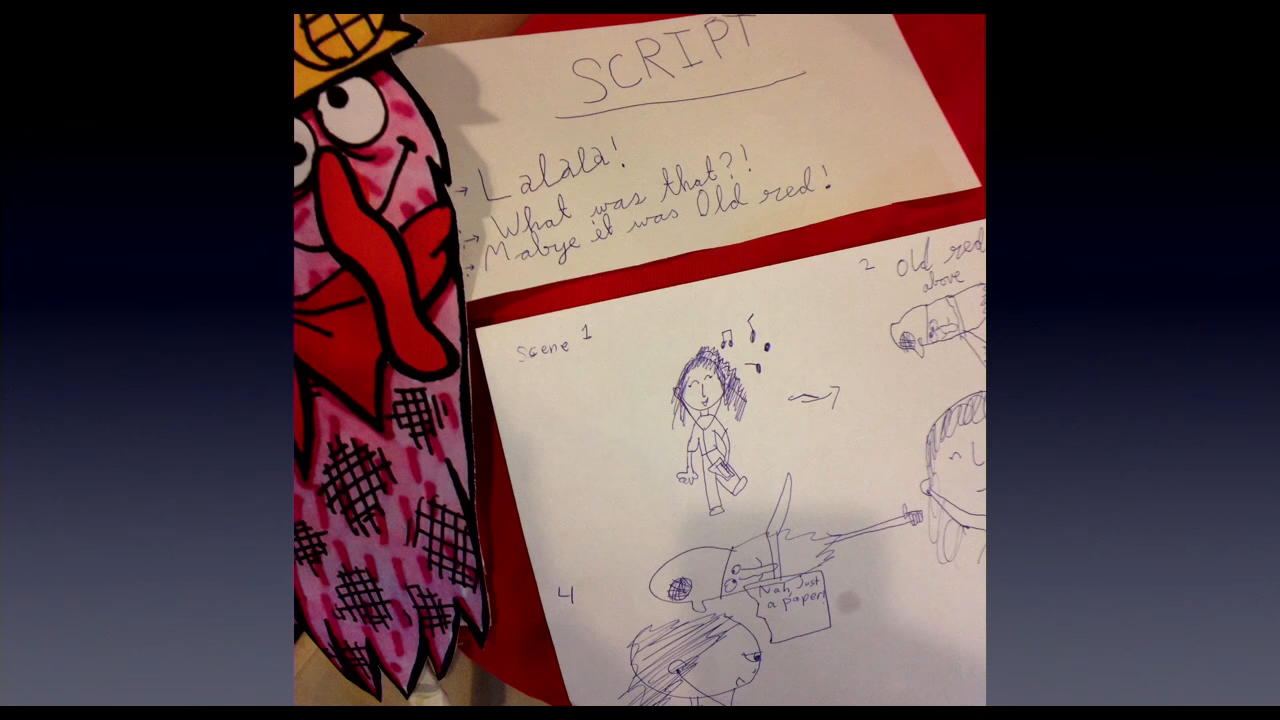 SCRIPT
Lalala!
What was that?!
Mabye it was Old red!
Scene 1
2
Old red
above
4
Nah, just
a paper!